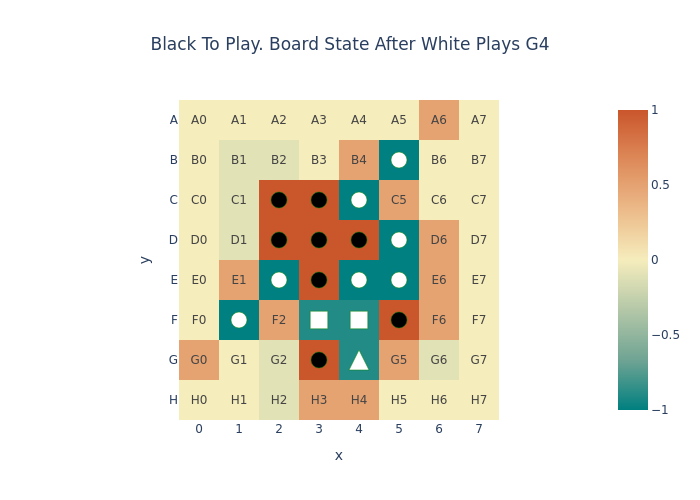 Black To Play. Board State After White Plays G4
A A0 A1 A2 A3 A4 A5 A6 A7
B B0 B1 B2 B3 B4 B6 B7
C C0 C1 C5 C6 C7
D D0 D1 D6 D7
E E0 E1 E6 E7
F F0 F2 F6 F7
G G0 G1 G2 G5 G6 G7
H H0 H1 H2 H3 H4 H5 H6 H7
0 1 2 3 4 5 6 7
x
y
1
0.5
0
−0.5
−1